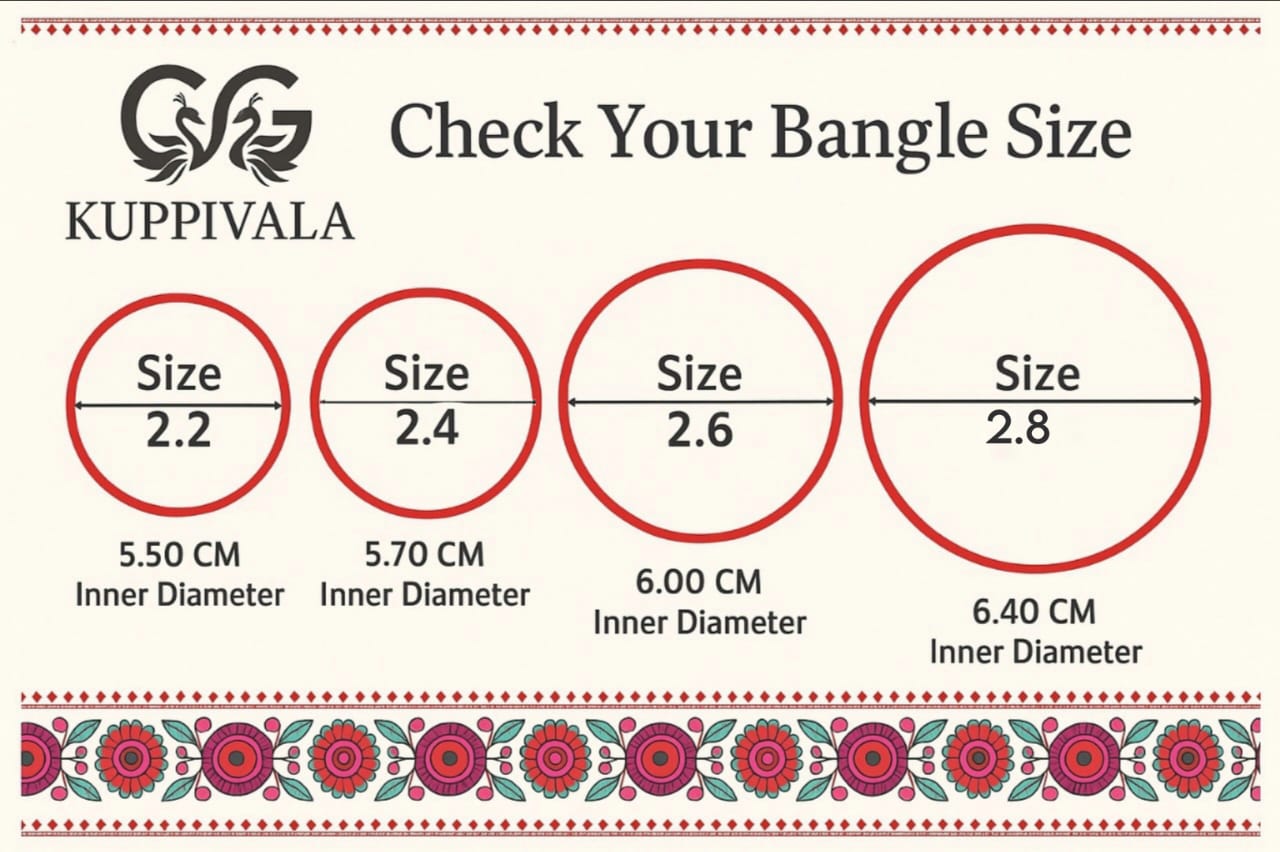 KUPPIVALA
Check Your Bangle Size
Size
2.2
5.50 CM
Inner Diameter
Size
2.4
5.70 CM
Inner Diameter
Size
2.6
6.00 CM
Inner Diameter
Size
2.8
6.40 CM
Inner Diameter